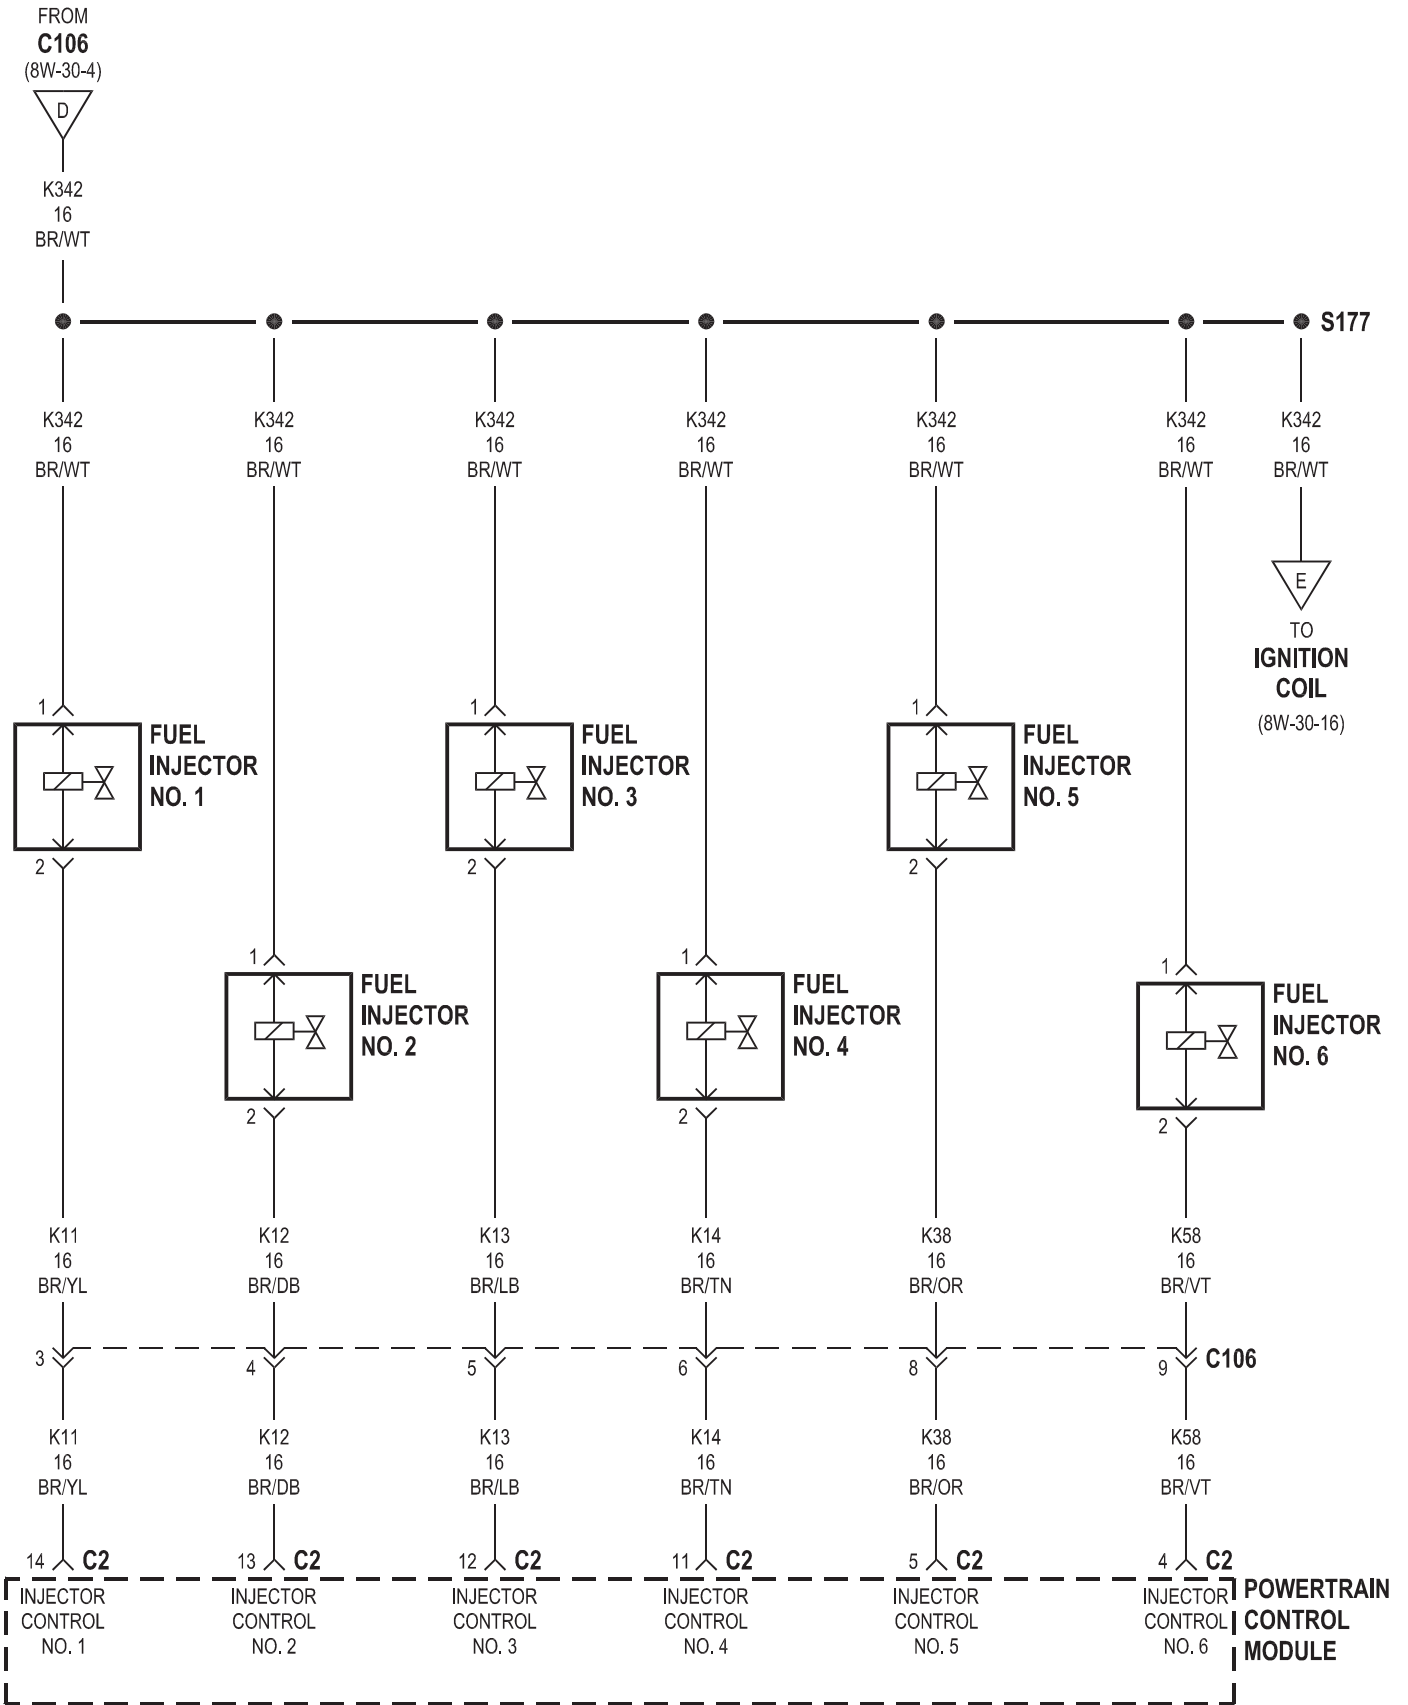 FROM
C106
(8W-30-4)
D
K342
16
BR/WT
S177
K342 K342 K342 K342 K342 K342 K342
16 16 16 16 16 16 16
BR/WT BR/WT BR/WT BR/WT BR/WT BR/WT BR/WT
E
TO
IGNITION
COIL
(8W-30-16)
1 1 1
FUEL
INJECTOR
NO. 1
FUEL
INJECTOR
NO. 3
FUEL
INJECTOR
NO. 5
2 2 2
1 1 1
FUEL
INJECTOR
NO. 2
FUEL
INJECTOR
NO. 4
FUEL
INJECTOR
NO. 6
2 2 2
K11 K12 K13 K14 K38 K58
16 16 16 16 16 16
BR/YL BR/DB BR/LB BR/TN BR/OR BR/VT
3 4 5 6 8 9 C106
K11 K12 K13 K14 K38 K58
16 16 16 16 16 16
BR/YL BR/DB BR/LB BR/TN BR/OR BR/VT
14 C2 13 C2 12 C2 11 C2 5 C2 4 C2
INJECTOR
CONTROL
NO. 1
INJECTOR
CONTROL
NO. 2
INJECTOR
CONTROL
NO. 3
INJECTOR
CONTROL
NO. 4
INJECTOR
CONTROL
NO. 5
INJECTOR
CONTROL
NO. 6
POWERTRAIN
CONTROL
MODULE